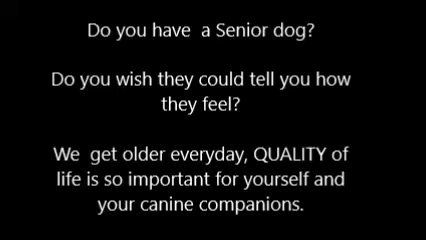 Do you have  a Senior dog?
Do you wish they could tell you how
they feel?
We  get older everyday, QUALITY of
life is so important for yourself and
your canine companions.